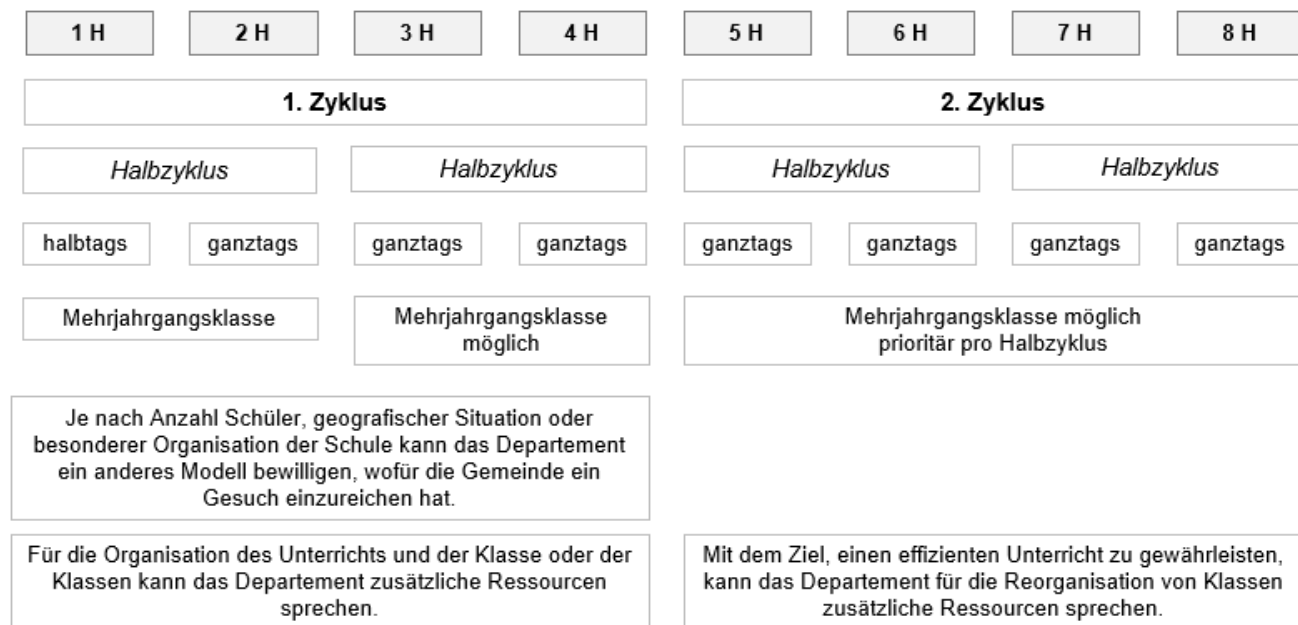 1 H 2 H 3 H 4 H 5 H 6 H 7 H 8 H
1. Zyklus 2. Zyklus
Halbzyklus Halbzyklus Halbzyklus Halbzyklus
halbtags ganztags ganztags ganztags ganztags ganztags ganztags ganztags
Mehrjahrgangsklasse
Mehrjahrgangsklasse
möglich
Mehrjahrgangsklasse möglich
prioritär pro Halbzyklus
Je nach Anzahl Schüler, geografischer Situation oder
besonderer Organisation der Schule kann das Departement
ein anderes Modell bewilligen, wofür die Gemeinde ein
Gesuch einzureichen hat.
Für die Organisation des Unterrichts und der Klasse oder der
Klassen kann das Departement zusätzliche Ressourcen
sprechen.
Mit dem Ziel, einen effizienten Unterricht zu gewährleisten,
kann das Departement für die Reorganisation von Klassen
zusätzliche Ressourcen sprechen.